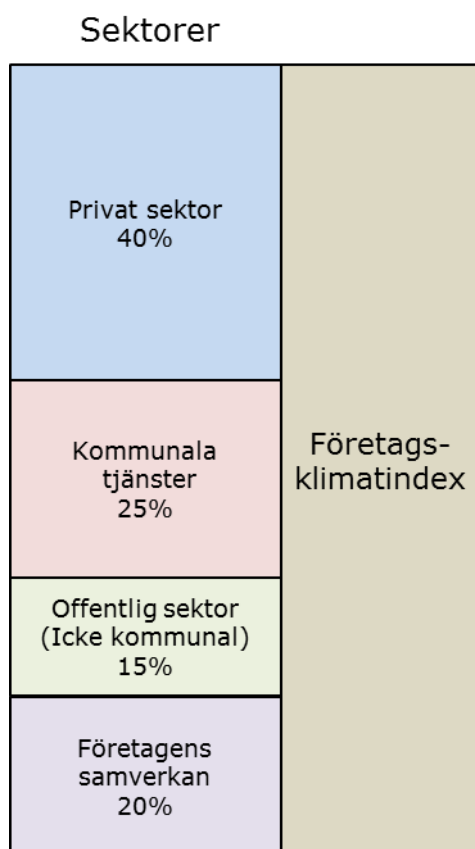 Sektorer
Privat sektor
40%
Kommunala
tjänster
25%
Offentlig sektor
(Icke kommunal)
15%
Företagens
samverkan
20%
Företags-
klimatindex